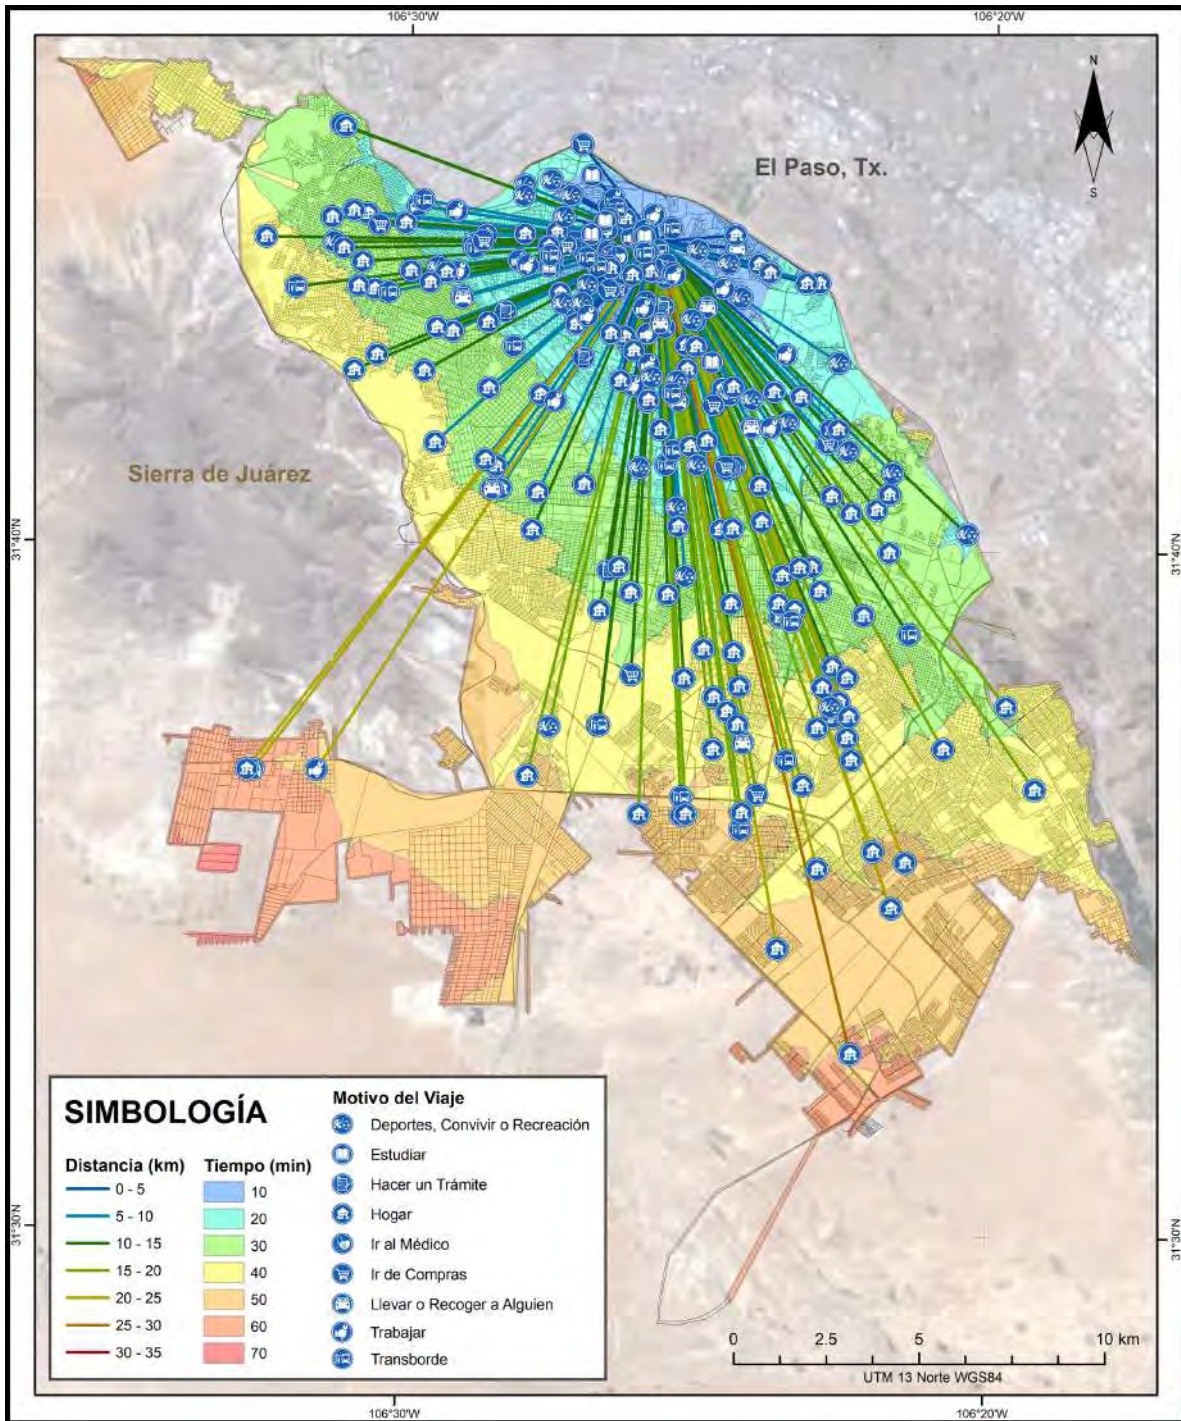 106°30'W 106°20'W
N
S
El Paso, Tx.
Sierra de Juárez
31°40'N 31°40'N
31°30'N 31°30'N
SIMBOLOGÍA
Distancia (km)
0 - 5
5 - 10
10 - 15
15 - 20
20 - 25
25 - 30
30 - 35
Tiempo (min)
10
20
30
40
50
60
70
Motivo del Viaje
Deportes, Convivir o Recreación
Estudiar
Hacer un Trámite
Hogar
Ir al Médico
Ir de Compras
Llevar o Recoger a Alguien
Trabajar
Transborde
0 2.5 5 10 km
UTM 13 Norte WGS84
106°30'W 106°20'W